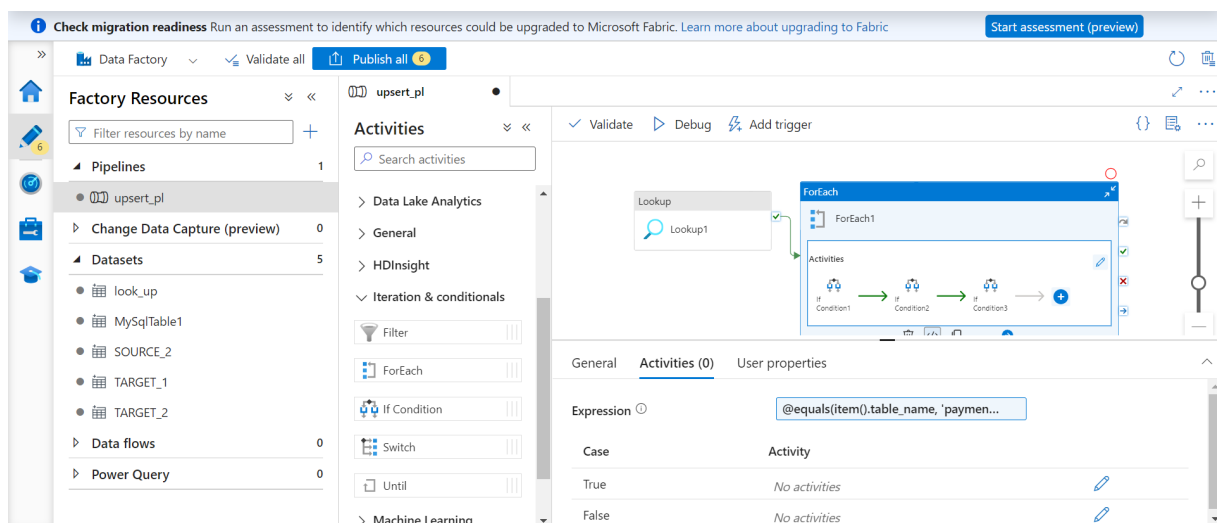 Check migration readiness Run an assessment to identify which resources could be upgraded to Microsoft Fabric. Learn more about upgrading to Fabric
Start assessment (preview)
Data Factory
Validate all
Publish all 6
6
Factory Resources
Filter resources by name
Pipelines 1
upsert_pl
Change Data Capture (preview) 0
Datasets 5
look_up
MySqlTable1
SOURCE_2
TARGET_1
TARGET_2
Data flows 0
Power Query 0
upsert_pl
Activities
Search activities
Data Lake Analytics
General
HDInsight
Iteration & conditionals
Filter
ForEach
If Condition
Switch
Until
Machine Learning
Validate Debug Add trigger
Lookup
Lookup1
ForEach
ForEach1
Activities
If
Condition1
If
Condition2
If
Condition3
General Activities (0) User properties
Expression @equals(item().table_name, 'paymen...
Case Activity
True No activities
False No activities